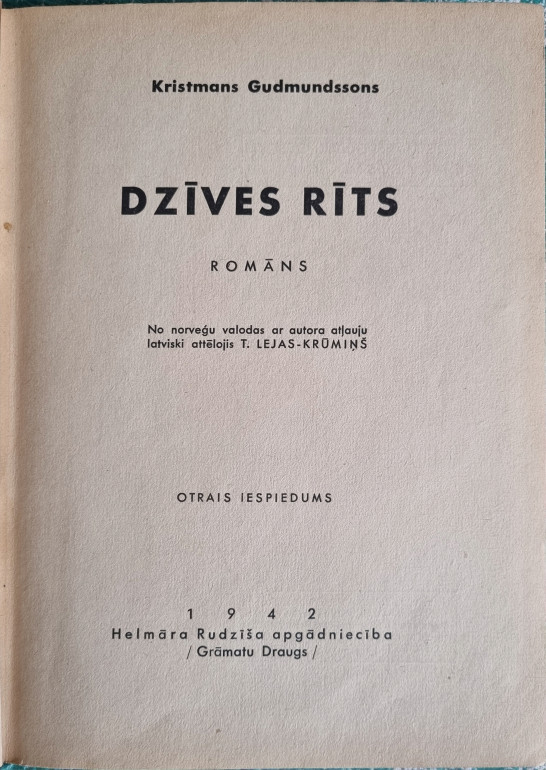 Kristmans Gudmundssons
DZĪVES RĪTS
ROMĀNS
No norveģu valodas ar autora atļauju
latviski attēlojis T. LEJAS-KRŪMIŅŠ
OTRAIS IESPIEDUMS
1 9 4 2
Helmāra Rudzīša apgādniecība
/ Grāmatu Draugs /